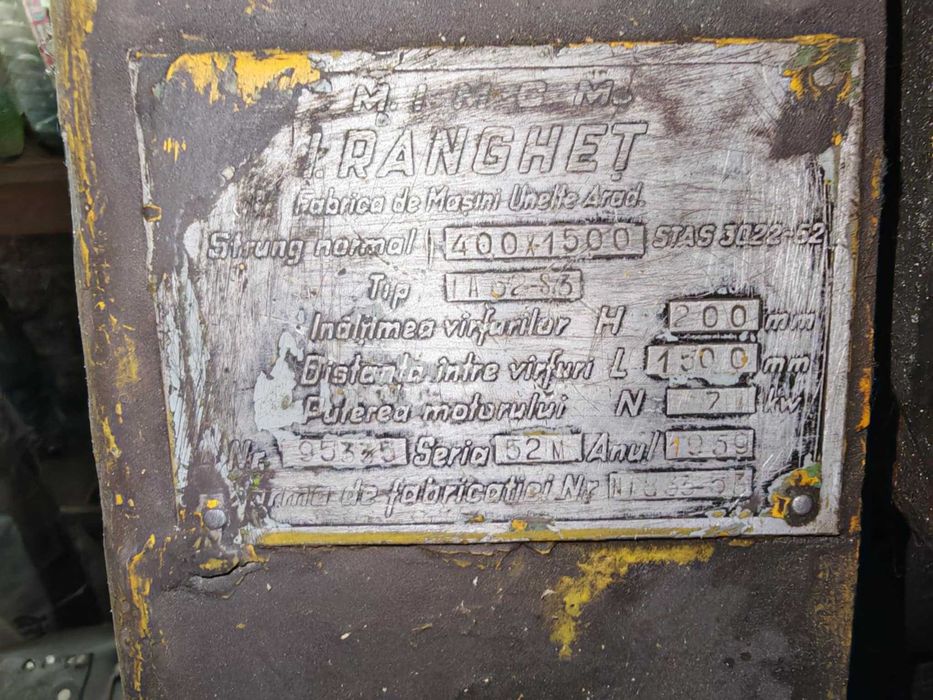 M. I. M. C. M.
I. RANGHEȚ
Fabrica de Mașini Unelte Arad.
Strung normal 400x1500 STAS 3022-52
Tip
Inălțimea vîrfurilor H 200 mm
Distanța între vîrfuri L 1500 mm
Puterea motorului N kw
Nr. Seria 52 Anul 1959
de fabricației Nr